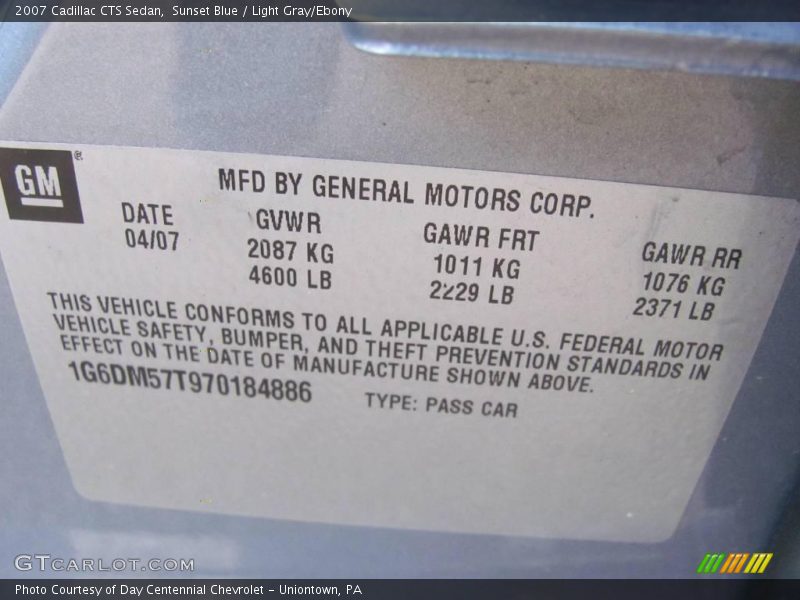 2007 Cadillac CTS Sedan, Sunset Blue / Light Gray/Ebony
GM®
MFD BY GENERAL MOTORS CORP.
DATE GVWR GAWR FRT GAWR RR
04/07 2087 KG 1011 KG 1076 KG
4600 LB 2229 LB 2371 LB
THIS VEHICLE CONFORMS TO ALL APPLICABLE U.S. FEDERAL MOTOR
VEHICLE SAFETY, BUMPER, AND THEFT PREVENTION STANDARDS IN
EFFECT ON THE DATE OF MANUFACTURE SHOWN ABOVE.
1G6DM57T970184886 TYPE: PASS CAR
GTCARLOT.COM
Photo Courtesy of Day Centennial Chevrolet - Uniontown, PA